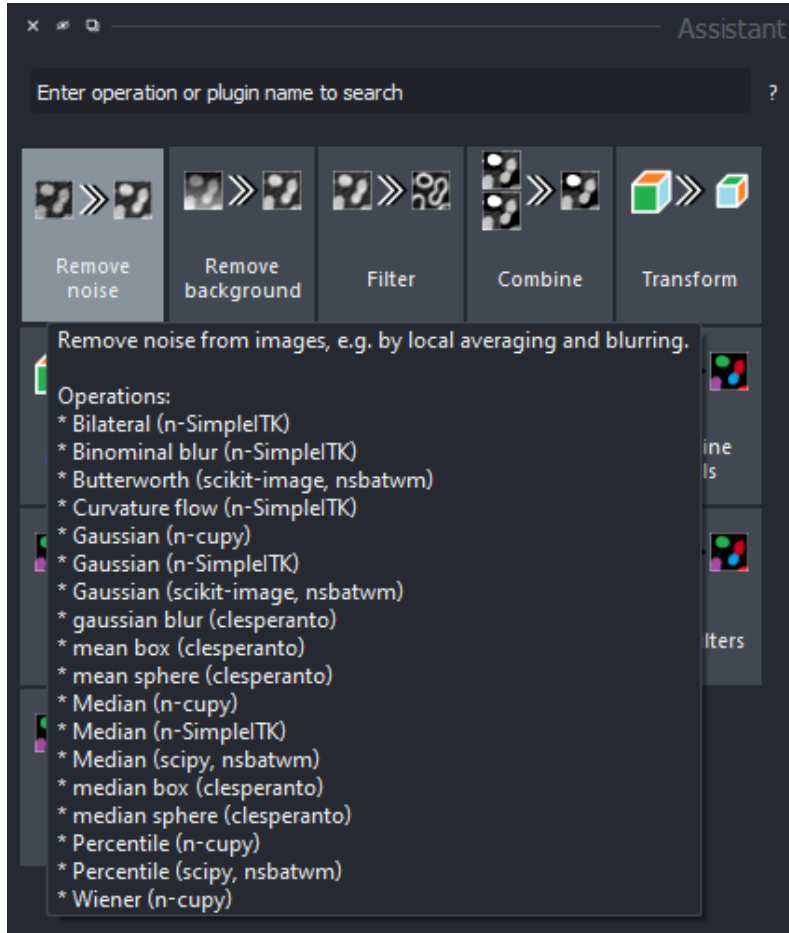 Assistant
Enter operation or plugin name to search
?
Remove
noise
Remove
background
Filter
Combine
Transform
Remove noise from images, e.g. by local averaging and blurring.
Operations:
* Bilateral (n-SimpleITK)
* Binominal blur (n-SimpleITK)
* Butterworth (scikit-image, nsbatwm)
* Curvature flow (n-SimpleITK)
* Gaussian (n-cupy)
* Gaussian (n-SimpleITK)
* Gaussian (scikit-image, nsbatwm)
* gaussian blur (clesperanto)
* mean box (clesperanto)
* mean sphere (clesperanto)
* Median (n-cupy)
* Median (n-SimpleITK)
* Median (scipy, nsbatwm)
* median box (clesperanto)
* median sphere (clesperanto)
* Percentile (n-cupy)
* Percentile (scipy, nsbatwm)
* Wiener (n-cupy)